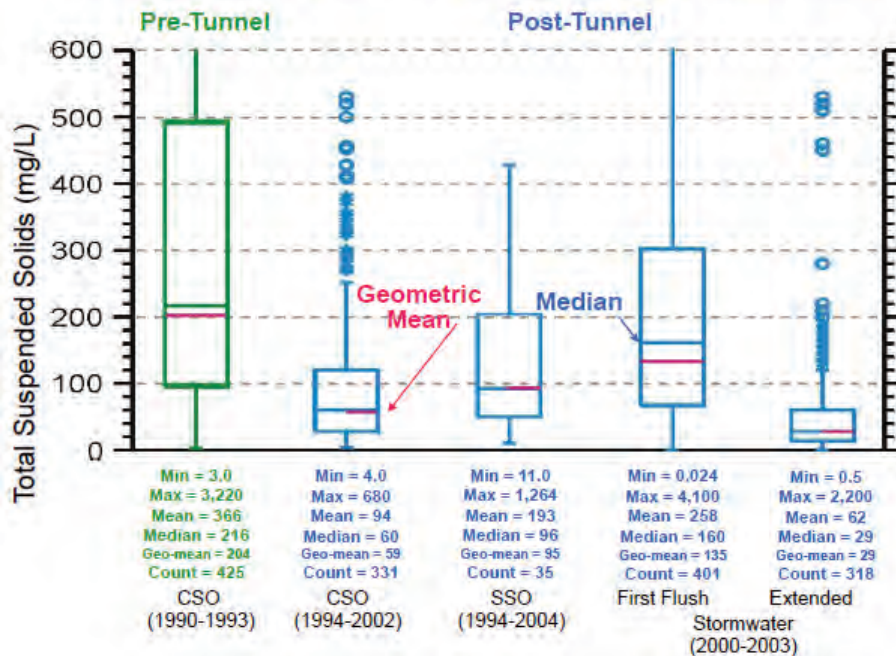 Pre-Tunnel
Post-Tunnel
Total Suspended Solids (mg/L)
600
500
400
300
200
100
0
Geometric
Mean
Median
Min = 3.0
Max = 3,220
Mean = 366
Median = 216
Geo-mean = 204
Count = 425
CSO
(1990-1993)
Min = 4.0
Max = 680
Mean = 94
Median = 60
Geo-mean = 59
Count = 331
CSO
(1994-2002)
Min = 11.0
Max = 1,264
Mean = 193
Median = 96
Geo-mean = 95
Count = 35
SSO
(1994-2004)
Min = 0.024
Max = 4,100
Mean = 258
Median = 160
Geo-mean = 135
Count = 401
First Flush
Min = 0.5
Max = 2,200
Mean = 62
Median = 29
Geo-mean = 29
Count = 318
Extended
Stormwater
(2000-2003)